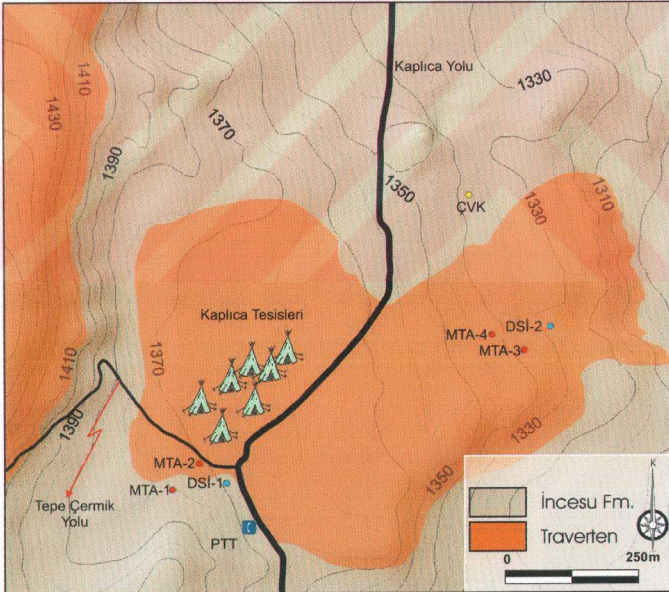 1410
1430
1390
1370
Kaplıca Yolu
1330
1350
ÇVK
1330
1310
Kaplıca Tesisleri
1370
1410
1390
MTA-4
DSİ-2
MTA-3
1330
1350
MTA-2
DSİ-1
MTA-1
Tepe Çermik
Yolu
PTT
K
İncesu Fm.
Traverten
0
250m